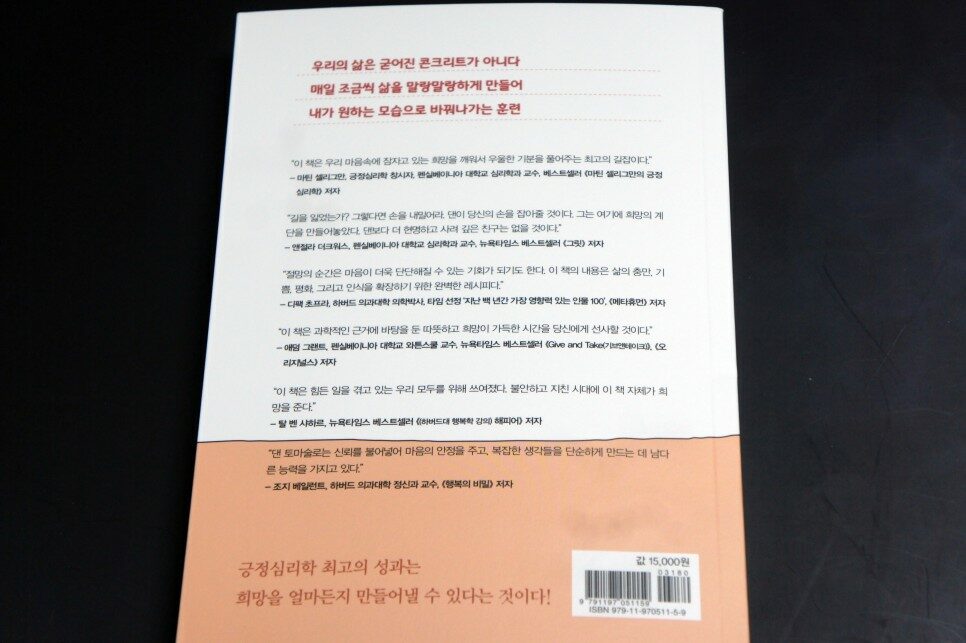 우리의 삶은 굳어진 콘크리트가 아니다
매일 조금씩 삶을 말랑말랑하게 만들어
내가 원하는 모습으로 바꿔나가는 훈련
“이 책은 우리 마음속에 잠자고 있는 희망을 깨워서 우울한 기분을 풀어주는 최고의 길잡이다.”
– 마틴 셀리그만, 긍정심리학 창시자, 펜실베이니아 대학교 심리학과 교수, 베스트셀러 《마틴 셀리그만의 긍정
심리학》 저자
“길을 잃었는가? 그렇다면 손을 내밀어라. 댄이 당신의 손을 잡아줄 것이다. 그는 여기에 희망의 계
단을 만들어놓았다. 댄보다 더 현명하고 사려 깊은 친구는 없을 것이다.”
– 앤절라 더크워스, 펜실베이니아 대학교 심리학과 교수, 뉴욕타임스 베스트셀러 《그릿》 저자
“절망의 순간은 마음이 더욱 단단해질 수 있는 기회가 되기도 한다. 이 책의 내용은 삶의 충만, 기
쁨, 평화, 그리고 인식을 확장하기 위한 완벽한 레시피다.”
– 디팩 초프라, 하버드 의과대학 의학박사, 타임 선정 ‘지난 백 년간 가장 영향력 있는 인물 100’, 《메타휴먼》 저자
“이 책은 과학적인 근거에 바탕을 둔 따뜻하고 희망이 가득한 시간을 당신에게 선사할 것이다.”
– 애덤 그랜트, 펜실베이니아 대학교 와튼스쿨 교수, 뉴욕타임스 베스트셀러 《Give and Take(기브앤테이크)》, 《오
리지널스》 저자
“이 책은 힘든 일을 겪고 있는 우리 모두를 위해 쓰여졌다. 불안하고 지친 시대에 이 책 자체가 희
망을 준다.”
– 탈 벤 샤하르, 뉴욕타임스 베스트셀러 《(하버드대 행복학 강의) 해피어》 저자
“댄 토마술로는 신뢰를 불어넣어 마음의 안정을 주고, 복잡한 생각들을 단순하게 만드는 데 남다
른 능력을 가지고 있다.”
– 조지 베일런트, 하버드 의과대학 정신과 교수, 《행복의 비밀》 저자
긍정심리학 최고의 성과는
희망을 얼마든지 만들어낼 수 있다는 것이다!
값 15,000원
03180
9 791197 051159
ISBN 979-11-970511-5-9